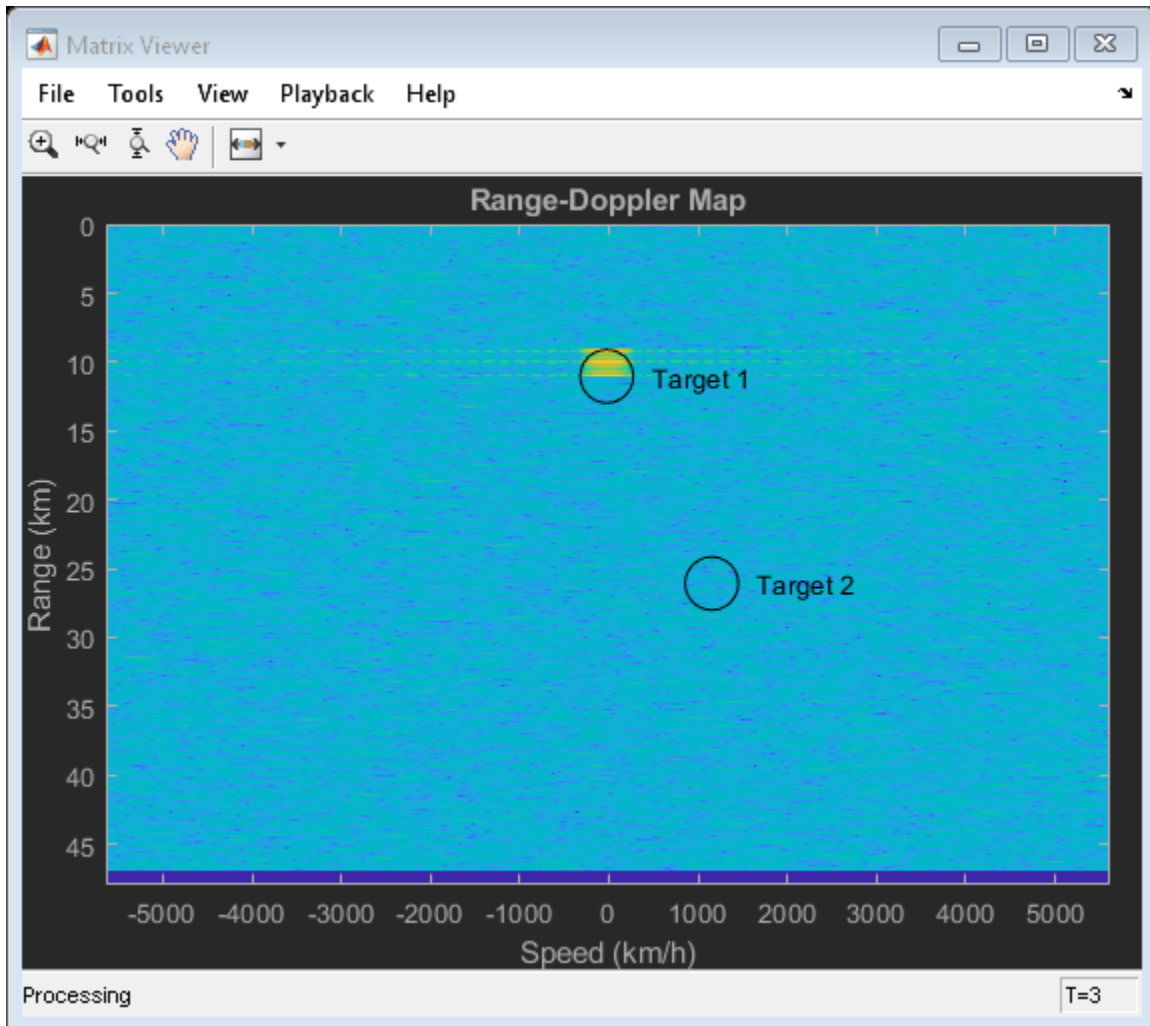 Matrix Viewer
File Tools View Playback Help
Range-Doppler Map
0
5
10
15
20
25
30
35
40
45
Range (km)
Target 1
Target 2
-5000 -4000 -3000 -2000 -1000 0 1000 2000 3000 4000 5000
Speed (km/h)
Processing T=3